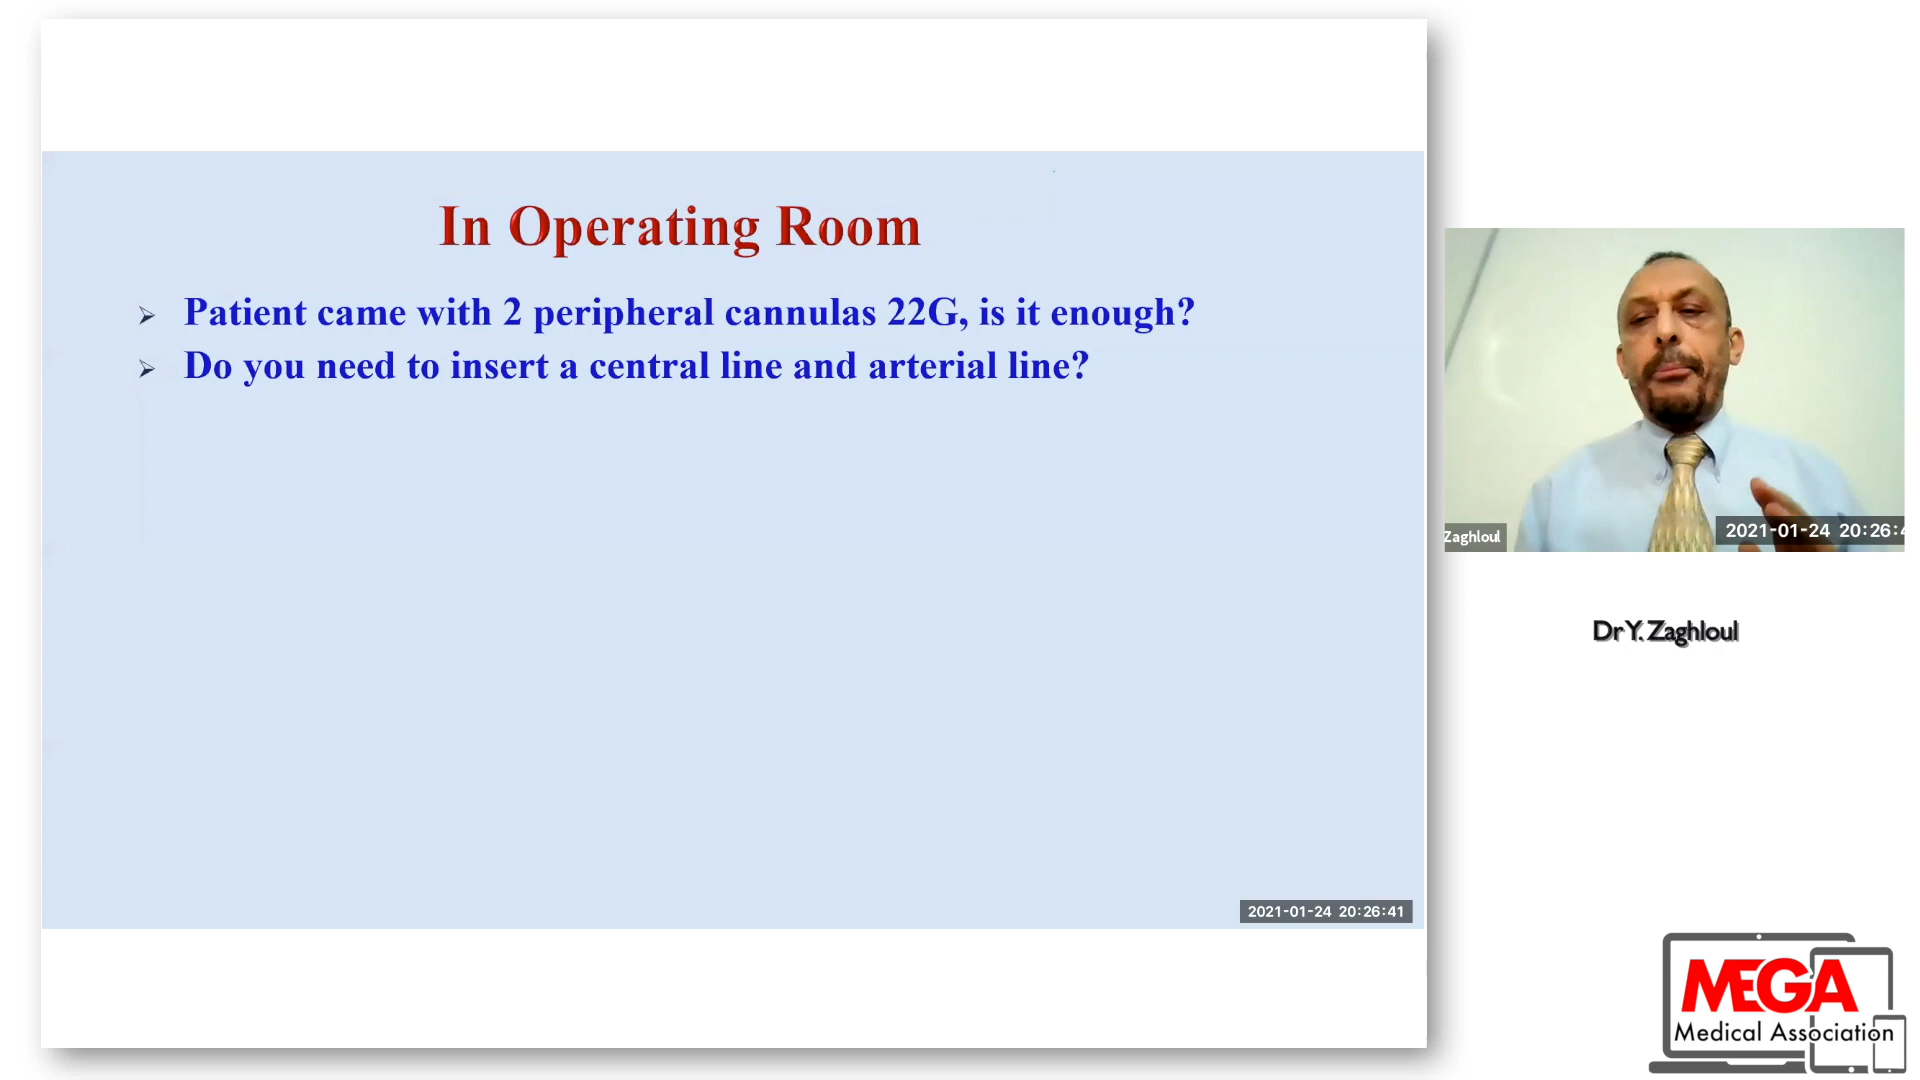 In Operating Room
➢ Patient came with 2 peripheral cannulas 22G, is it enough?
➢ Do you need to insert a central line and arterial line?
2021-01-24 20:26:41
Zaghloul
2021-01-24 20:26:4
Dr Y. Zaghloul
MEGA
Medical Association